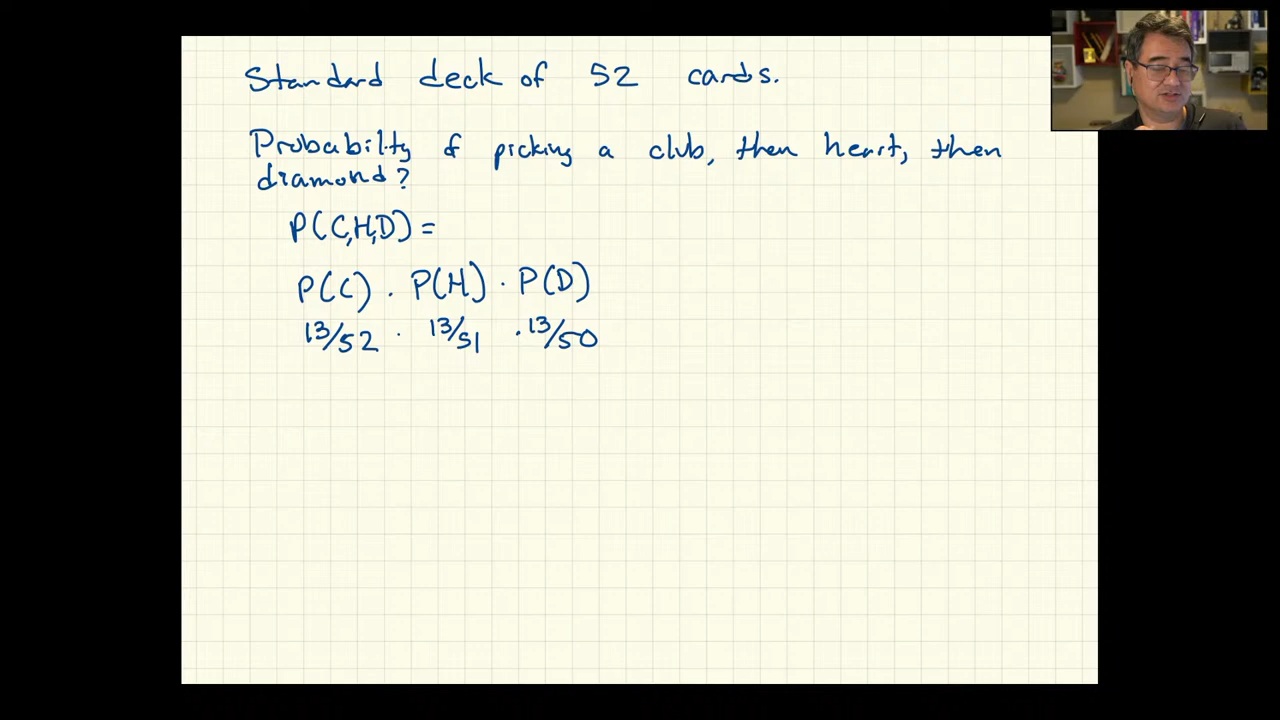 Standard deck of 52 cards.
Probability of picking a club, then heart, then
diamond?
P(C,H,D) =
P(C) · P(H) · P(D)
13/52 · 13/51 · 13/50